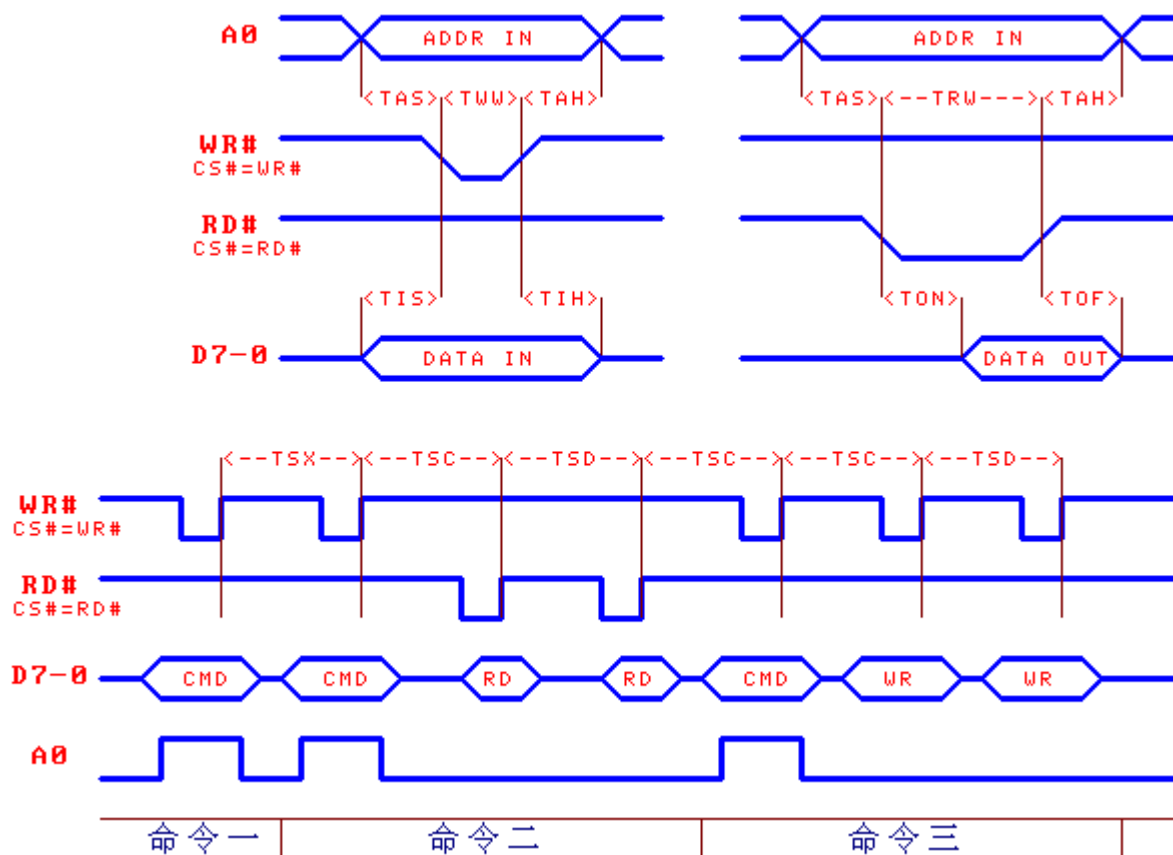 A0 ADDR IN ADDR IN
<TAS><TWW><TAH> <TAS><--TRW---><TAH>
WR#
CS#=WR#
RD#
CS#=RD#
<TIS> <TIH> <TON> <TOF>
D7-0 DATA IN DATA OUT
<--TSX--><--TSC--><--TSD--><--TSC--><--TSC--><--TSD-->
WR#
CS#=WR#
RD#
CS#=RD#
D7-0 CMD CMD RD RD CMD WR WR
A0
命令一 命令二 命令三